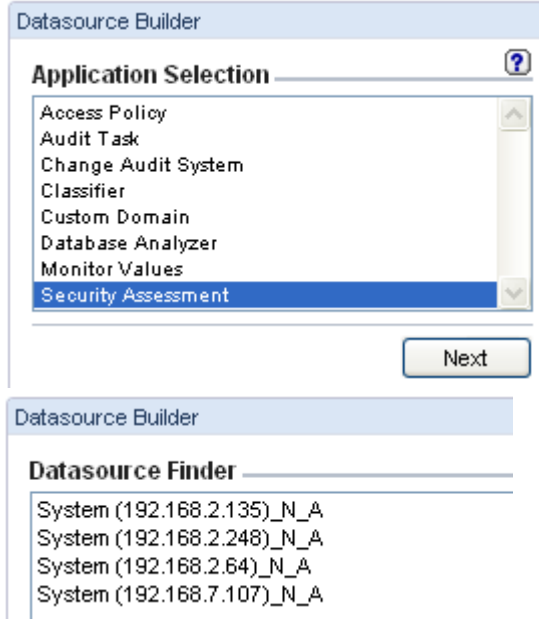 Datasource Builder
Application Selection
?
Access Policy
Audit Task
Change Audit System
Classifier
Custom Domain
Database Analyzer
Monitor Values
Security Assessment
Next
Datasource Builder
Datasource Finder
System (192.168.2.135)_N_A
System (192.168.2.248)_N_A
System (192.168.2.64)_N_A
System (192.168.7.107)_N_A